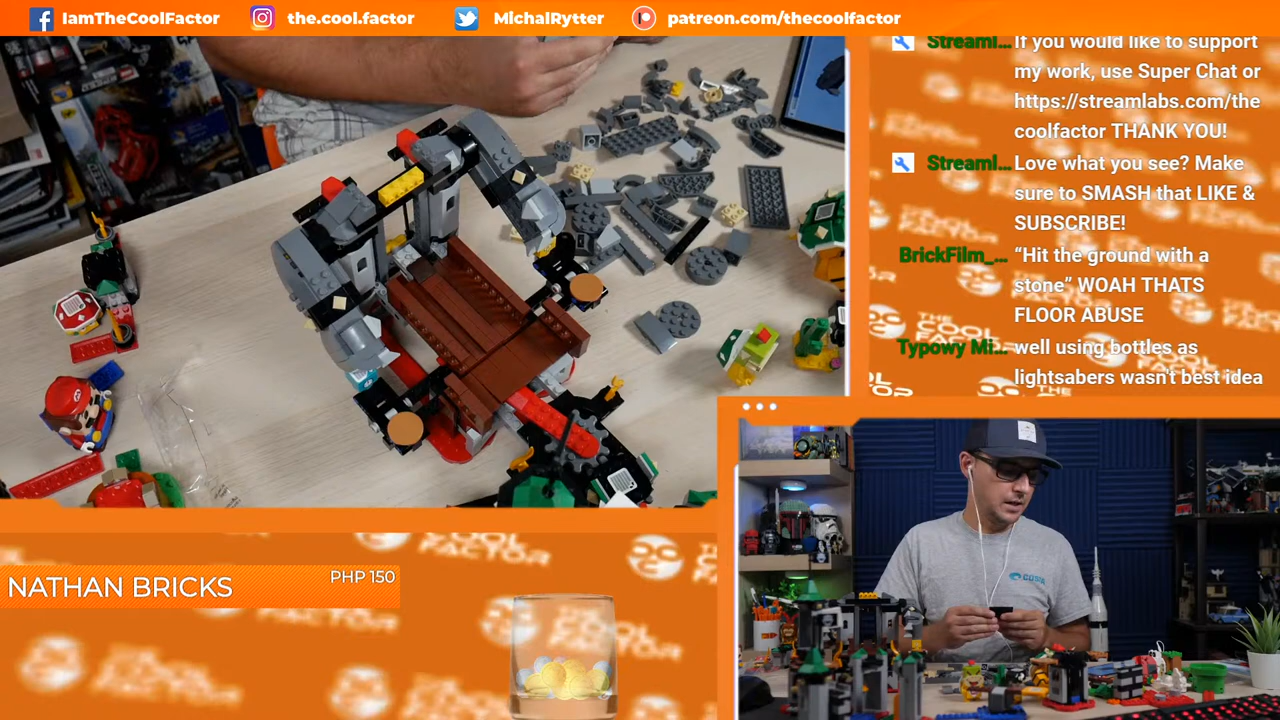 IamTheCoolFactor
the.cool.factor
MichalRytter
patreon.com/thecoolfactor
Streaml... If you would like to support
my work, use Super Chat or
https://streamlabs.com/the
coolfactor THANK YOU!
Streaml... Love what you see? Make
sure to SMASH that LIKE &
SUBSCRIBE!
BrickFilm_... “Hit the ground with a
stone” WOAH THATS
FLOOR ABUSE
Typowy Mi... well using bottles as
lightsabers wasn't best idea
NATHAN BRICKS
PHP 150
THE
COOL
FACTOR